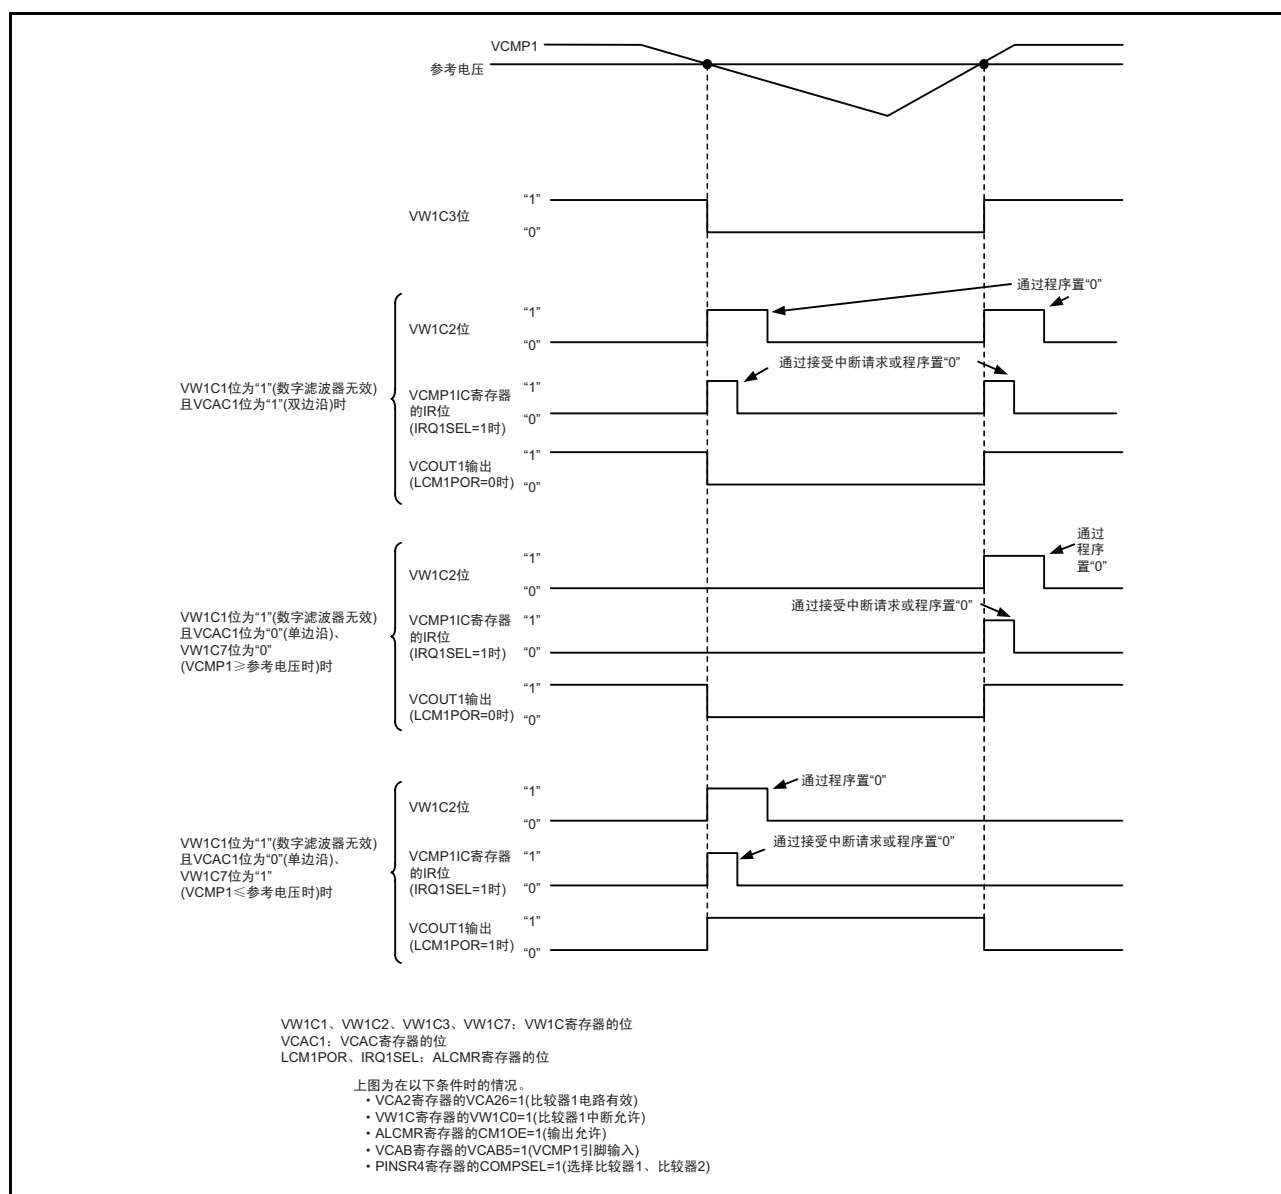 VCMP1
参考电压
VW1C3位
“1”
“0”
通过程序置“0”
VW1C1位为“1”(数字滤波器无效)
且VCAC1位为“1”(双边沿)时
VW1C2位
“1”
“0”
通过接受中断请求或程序置“0”
VCMP1IC寄存器
的IR位
(IRQ1SEL=1时)
“1”
“0”
VCOUT1输出
(LCM1POR=0时)
“1”
“0”
VW1C1位为“1”(数字滤波器无效)
且VCAC1位为“0”(单边沿)、
VW1C7位为“0”
(VCMP1≥参考电压时)时
VW1C2位
“1”
“0”
通过
程序
置“0”
通过接受中断请求或程序置“0”
VCMP1IC寄存器
的IR位
(IRQ1SEL=1时)
“1”
“0”
VCOUT1输出
(LCM1POR=0时)
“1”
“0”
VW1C1位为“1”(数字滤波器无效)
且VCAC1位为“0”(单边沿)、
VW1C7位为“1”
(VCMP1≤参考电压时)时
VW1C2位
“1”
“0”
通过程序置“0”
VCMP1IC寄存器
的IR位
(IRQ1SEL=1时)
“1”
“0”
通过接受中断请求或程序置“0”
VCOUT1输出
(LCM1POR=1时)
“1”
“0”
VW1C1、VW1C2、VW1C3、VW1C7：VW1C寄存器的位
VCAC1：VCAC寄存器的位
LCM1POR、IRQ1SEL：ALCMR寄存器的位
上图为在以下条件时的情况。
・VCA2寄存器的VCA26=1(比较器1电路有效)
・VW1C寄存器的VW1C0=1(比较器1中断允许)
・ALCMR寄存器的CM1OE=1(输出允许)
・VCAB寄存器的VCAB5=1(VCMP1引脚输入)
・PINSR4寄存器的COMPSEL=1(选择比较器1、比较器2)